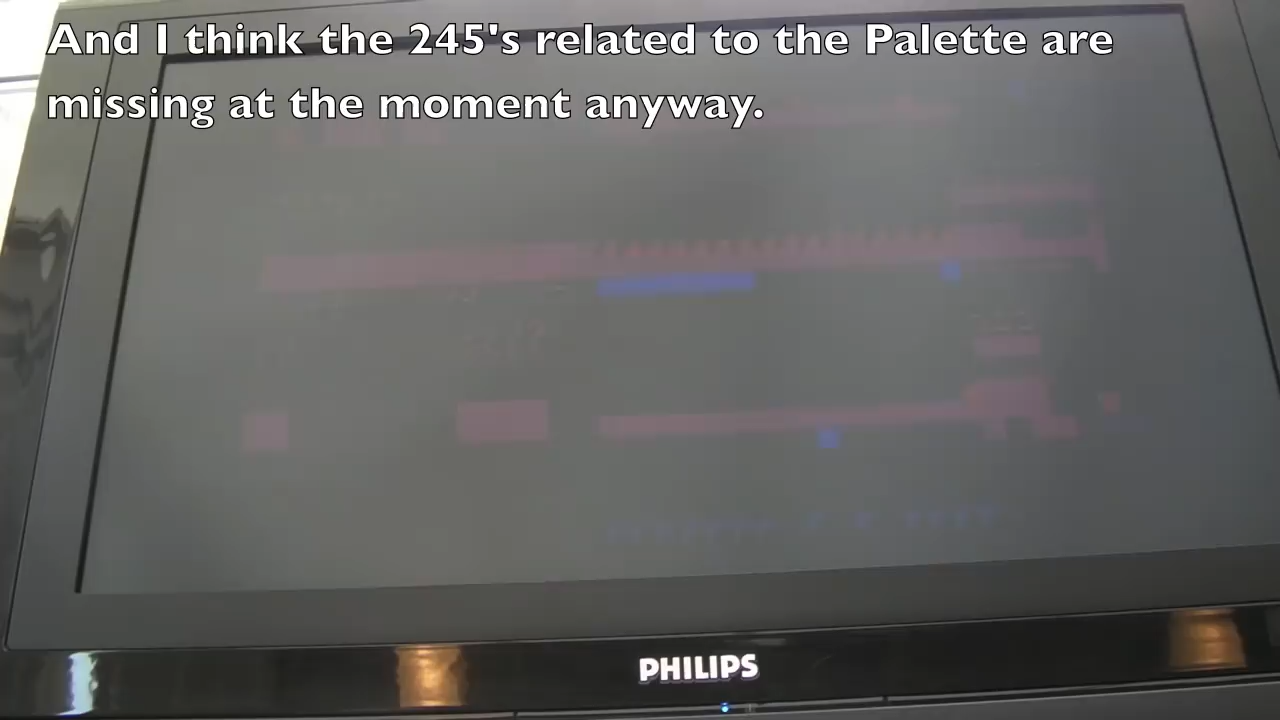 And I think the 245's related to the Palette are
missing at the moment anyway.
PHILIPS